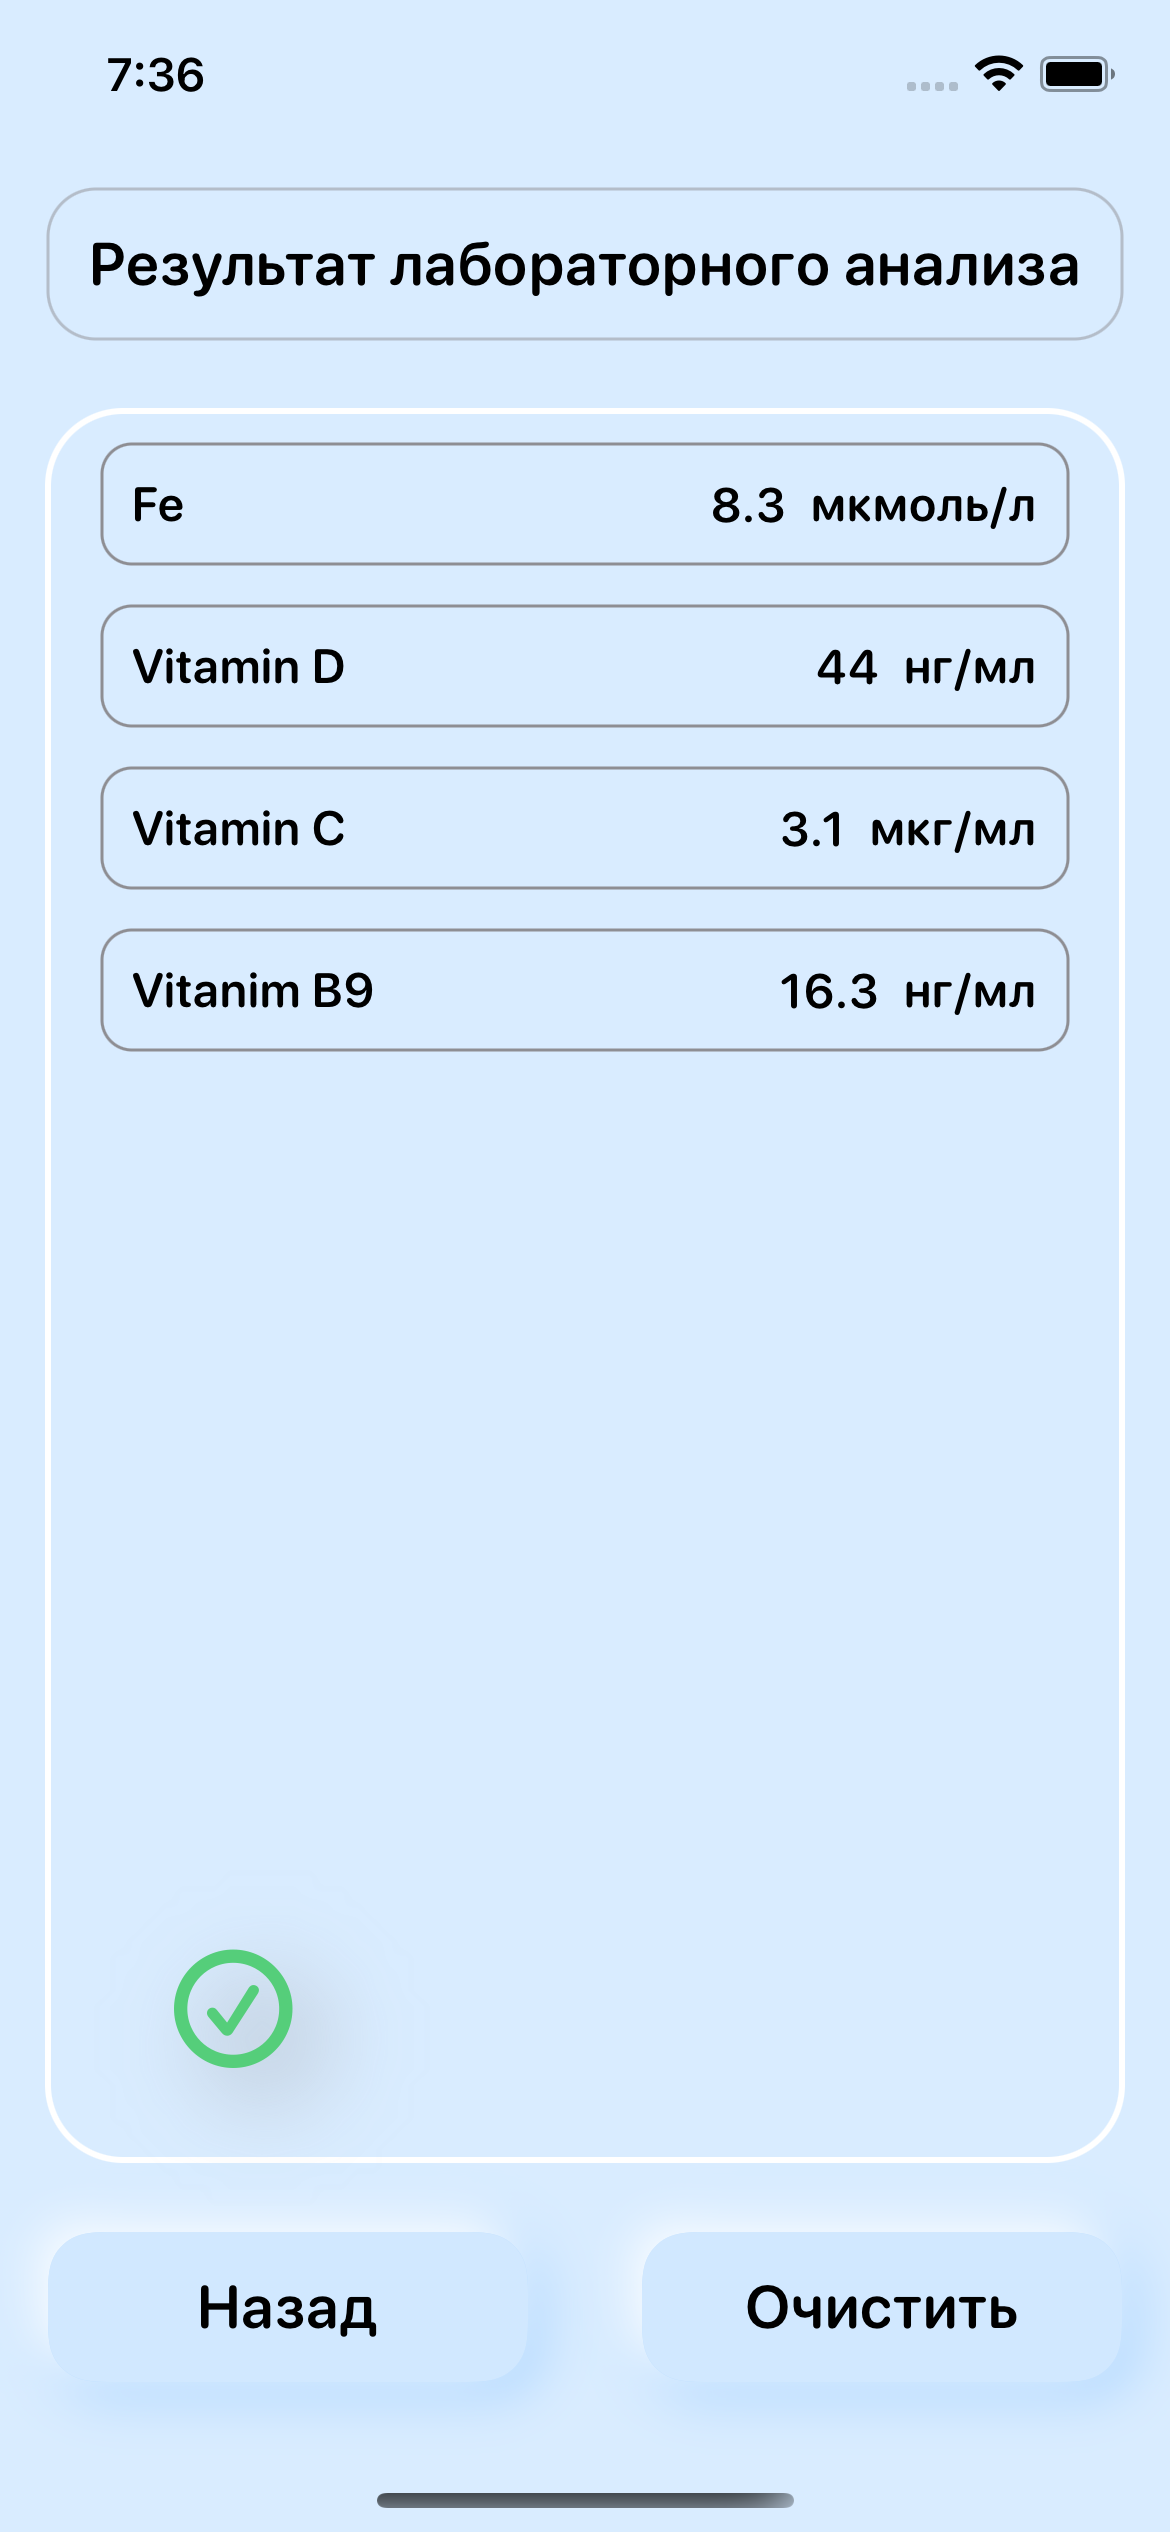 7:36
Результат лабораторного анализа
Fe 8.3 мкмоль/л
Vitamin D 44 нг/мл
Vitamin C 3.1 мкг/мл
Vitanim B9 16.3 нг/мл
Назад Очистить